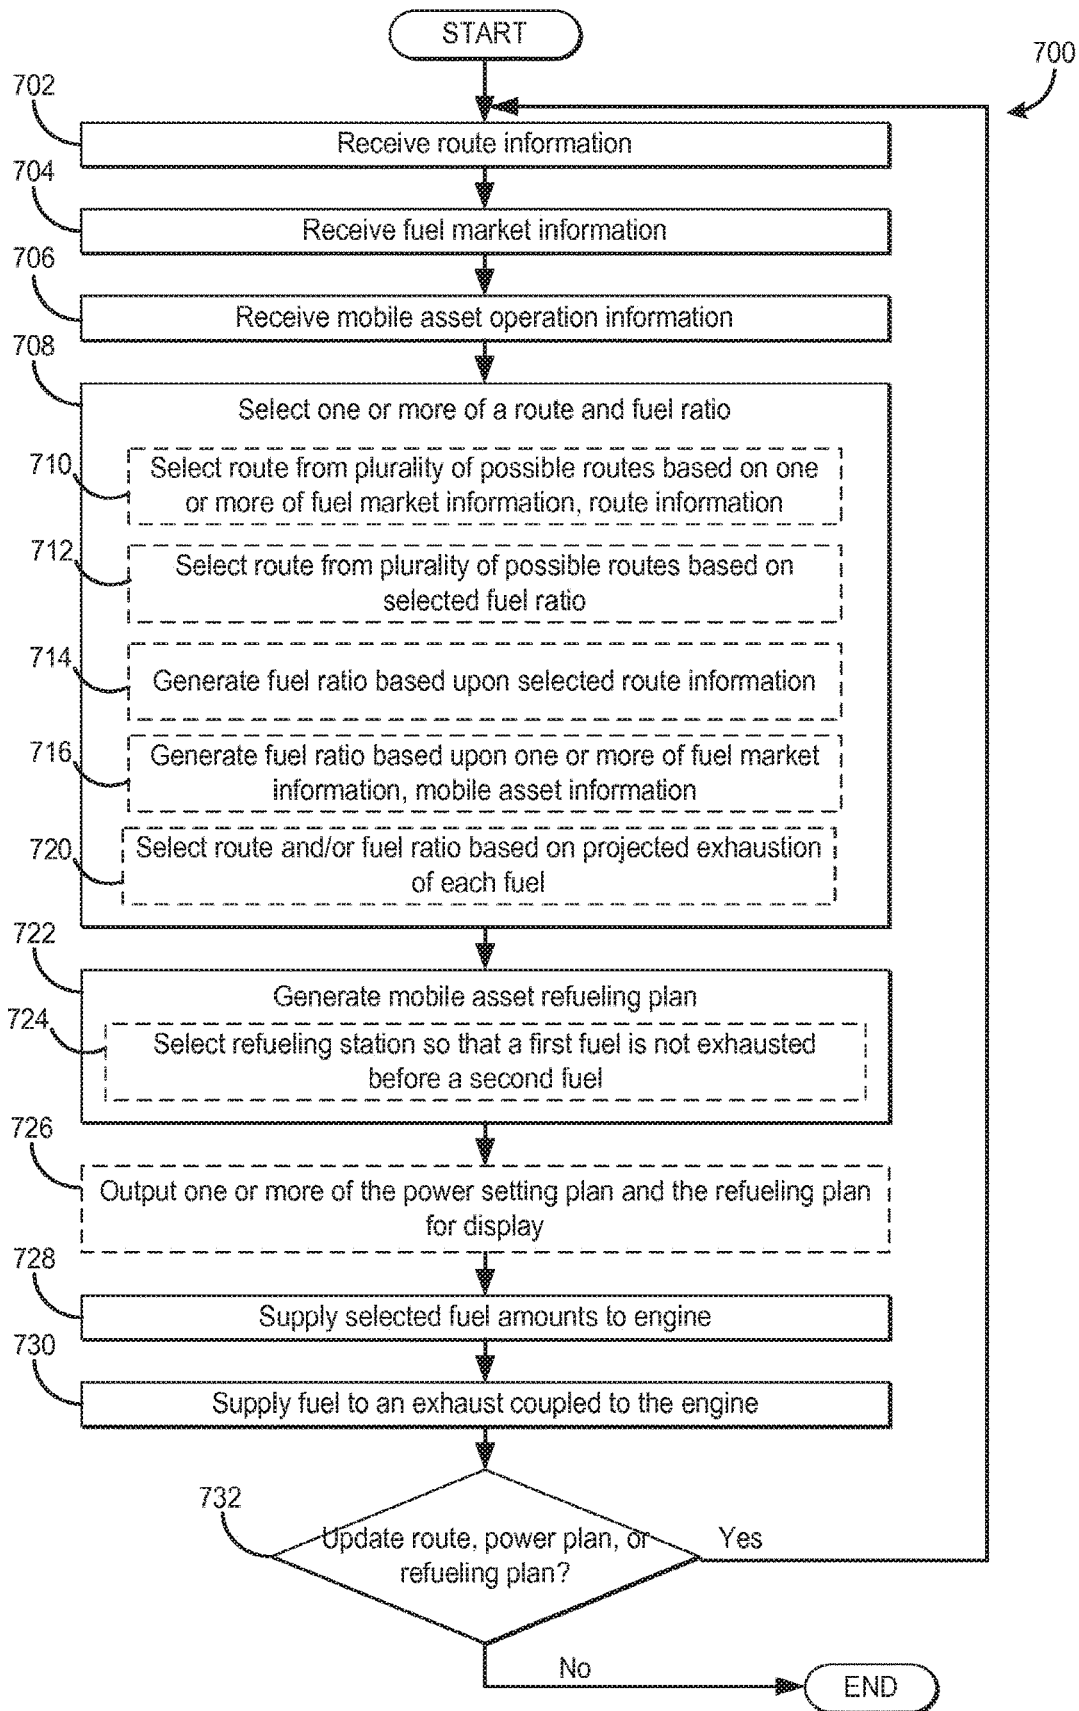 START
700
702
Receive route information
704
Receive fuel market information
706
Receive mobile asset operation information
708
Select one or more of a route and fuel ratio
710
Select route from plurality of possible routes based on one
or more of fuel market information, route information
712
Select route from plurality of possible routes based on
selected fuel ratio
714
Generate fuel ratio based upon selected route information
716
Generate fuel ratio based upon one or more of fuel market
information, mobile asset information
720
Select route and/or fuel ratio based on projected exhaustion
of each fuel
722
Generate mobile asset refueling plan
724
Select refueling station so that a first fuel is not exhausted
before a second fuel
726
Output one or more of the power setting plan and the refueling plan
for display
728
Supply selected fuel amounts to engine
730
Supply fuel to an exhaust coupled to the engine
732
Update route, power plan, or
refueling plan?
Yes
No
END